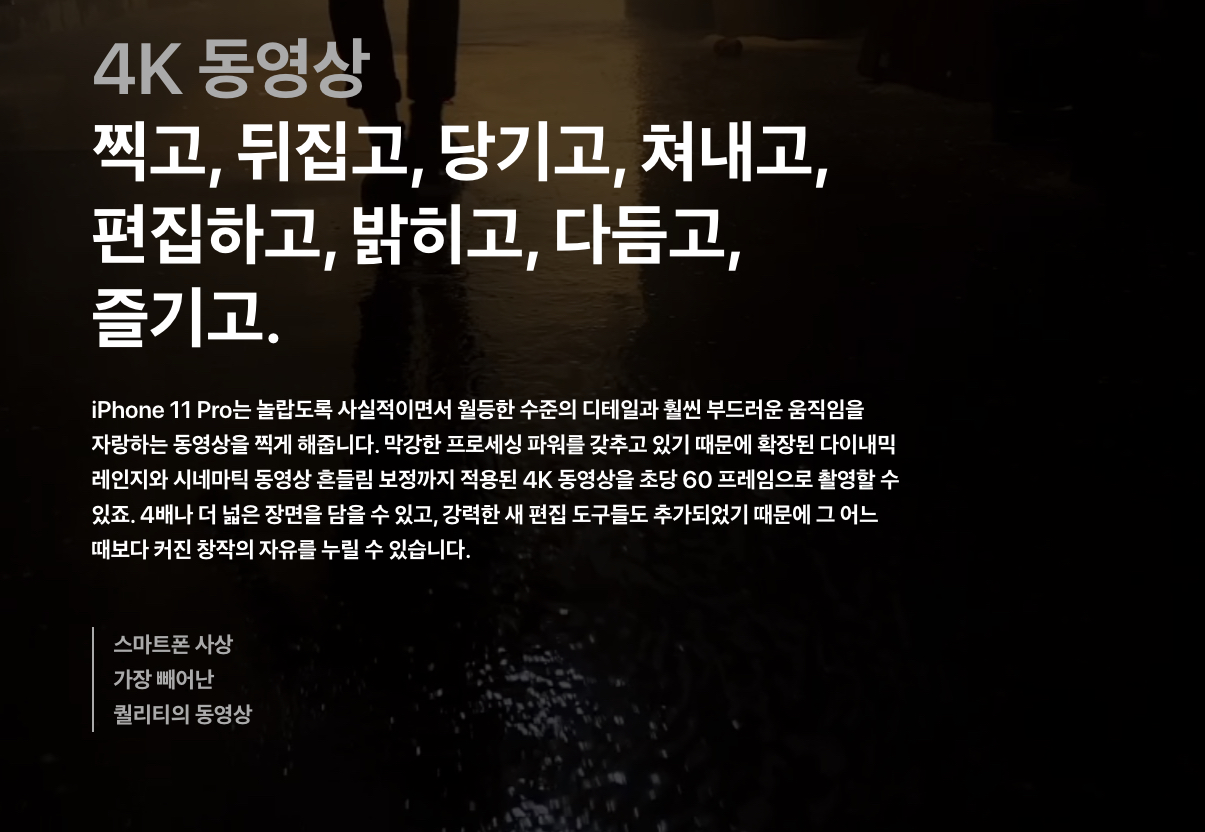 4K 동영상
찍고, 뒤집고, 당기고, 쳐내고,
편집하고, 밝히고, 다듬고,
즐기고.
iPhone 11 Pro는 놀랍도록 사실적이면서 월등한 수준의 디테일과 훨씬 부드러운 움직임을
자랑하는 동영상을 찍게 해줍니다. 막강한 프로세싱 파워를 갖추고 있기 때문에 확장된 다이내믹
레인지와 시네마틱 동영상 흔들림 보정까지 적용된 4K 동영상을 초당 60 프레임으로 촬영할 수
있죠. 4배나 더 넓은 장면을 담을 수 있고, 강력한 새 편집 도구들도 추가되었기 때문에 그 어느
때보다 커진 창작의 자유를 누릴 수 있습니다.
스마트폰 사상
가장 빼어난
퀄리티의 동영상